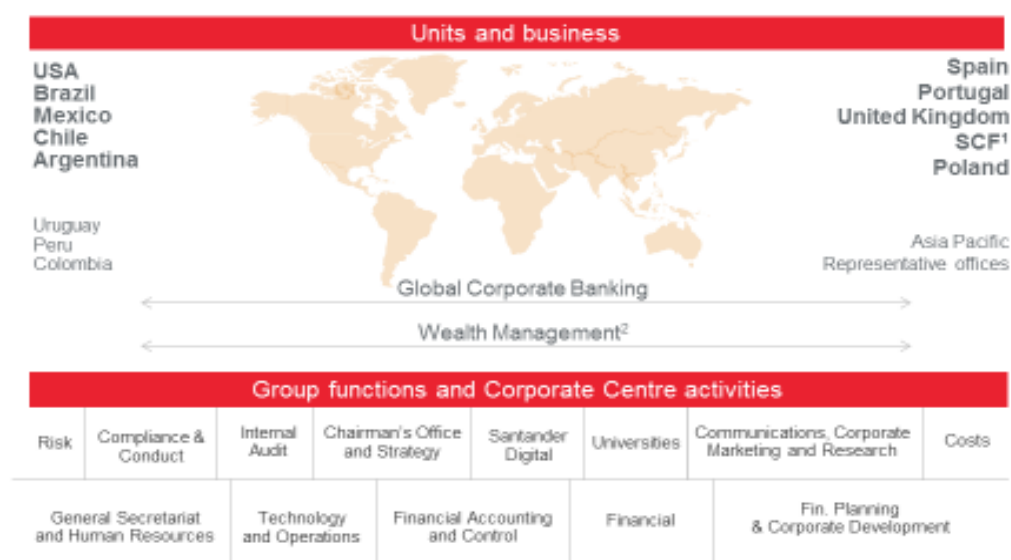 Units and business
USA
Brazil
Mexico
Chile
Argentina
Spain
Portugal
United Kingdom
SCF¹
Poland
Uruguay
Peru
Colombia
Asia Pacific
Representative offices
Global Corporate Banking
Wealth Management²
Group functions and Corporate Centre activities
Risk
Compliance &
Conduct
Internal
Audit
Chairman's Office
and Strategy
Santander
Digital
Universities
Communications, Corporate
Marketing and Research
Costs
General Secretariat
and Human Resources
Technology
and Operations
Financial Accounting
and Control
Financial
Fin. Planning
& Corporate Development